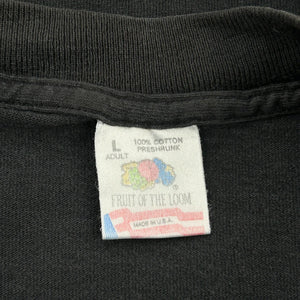 L
ADULT
100% COTTON
PRESHRUNK
®
FRUIT OF THE LOOM
MADE IN U.S.A.